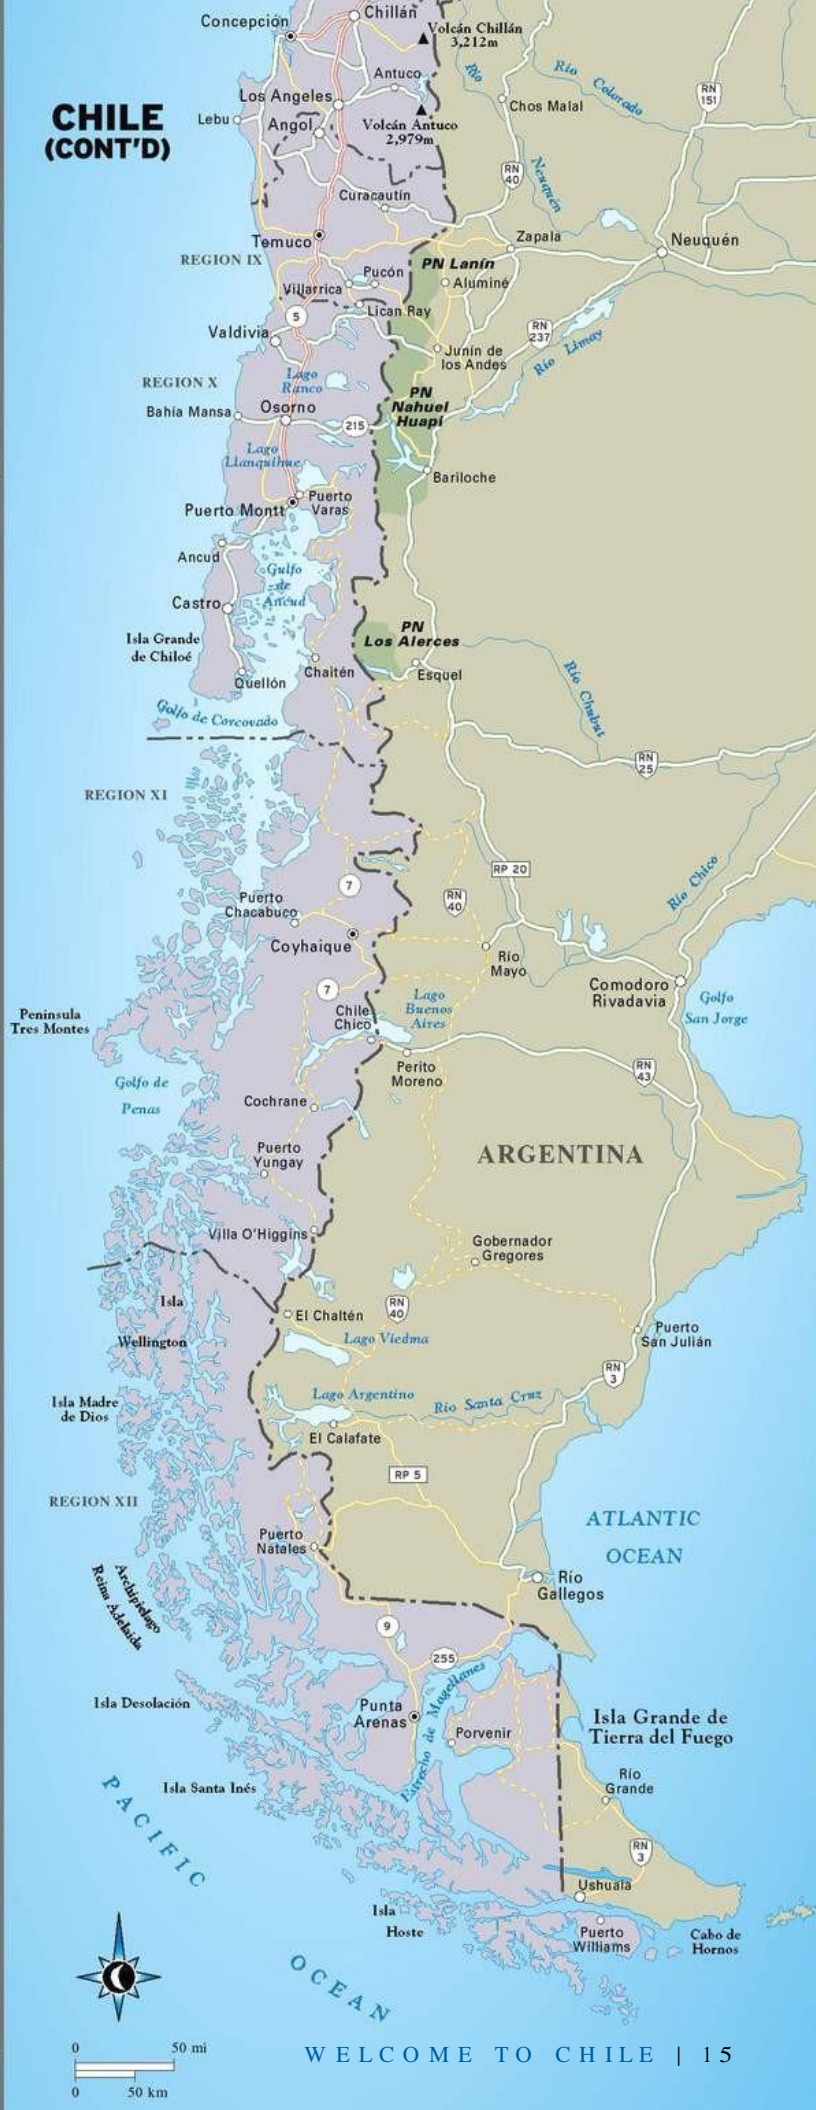 Concepción
Chillán
Volcán Chillán
3,212m
Antuco
Los Angeles
CHILE
(CONT'D)
Lebu
Angol
Volcán Antuco
2,979m
Río
Neuquén
Río Colorado
RN
151
Chos Malal
RN
40
Curacautín
Temuco
Zapala
Neuquén
REGION IX
PN Lanín
Pucón
Aluminé
Villarrica
Lican Ray
5
Valdivia
RN
237
Río Limay
Junín de
los Andes
Lago
Ranco
REGION X
PN
Nahuel
Huapi
Bahía Mansa
Osorno
215
Lago
Llanquihue
Bariloche
Puerto
Varas
Puerto Montt
Ancud
Gulfo
de
Ancud
Castro
Isla Grande
de Chiloé
PN
Los Alerces
Chaitén
Esquel
Quellón
Río Chubut
Golfo de Corcovado
RN
25
REGION XI
RP 20
7
Río Chico
Puerto
Chacabuco
RN
40
Coyhaique
Río
Mayo
7
Comodoro
Rivadavia
Golfo
San Jorge
Lago
Buenos
Aires
Chile
Chico
Peninsula
Tres Montes
Perito
Moreno
RN
43
Golfo de
Penas
Cochrane
Puerto
Yungay
ARGENTINA
Villa O'Higgins
Gobernador
Gregores
Isla
Wellington
El Chaltén
RN
40
Lago Viedma
Puerto
San Julián
RN
3
Isla Madre
de Dios
Lago Argentino
Río Santa Cruz
El Calafate
RP 5
REGION XII
ATLANTIC
OCEAN
Puerto
Natales
Archipielago
Reina Adelaida
Río
Gallegos
9
255
Isla Desolación
Punta
Arenas
Estrecho de Magellanes
Porvenir
Isla Grande de
Tierra del Fuego
Isla Santa Inés
Río
Grande
PACIFIC
OCEAN
RN
3
Ushuala
Isla
Hoste
Puerto
Williams
Cabo de
Hornos
0 50 mi
0 50 km
WELCOME TO CHILE | 15